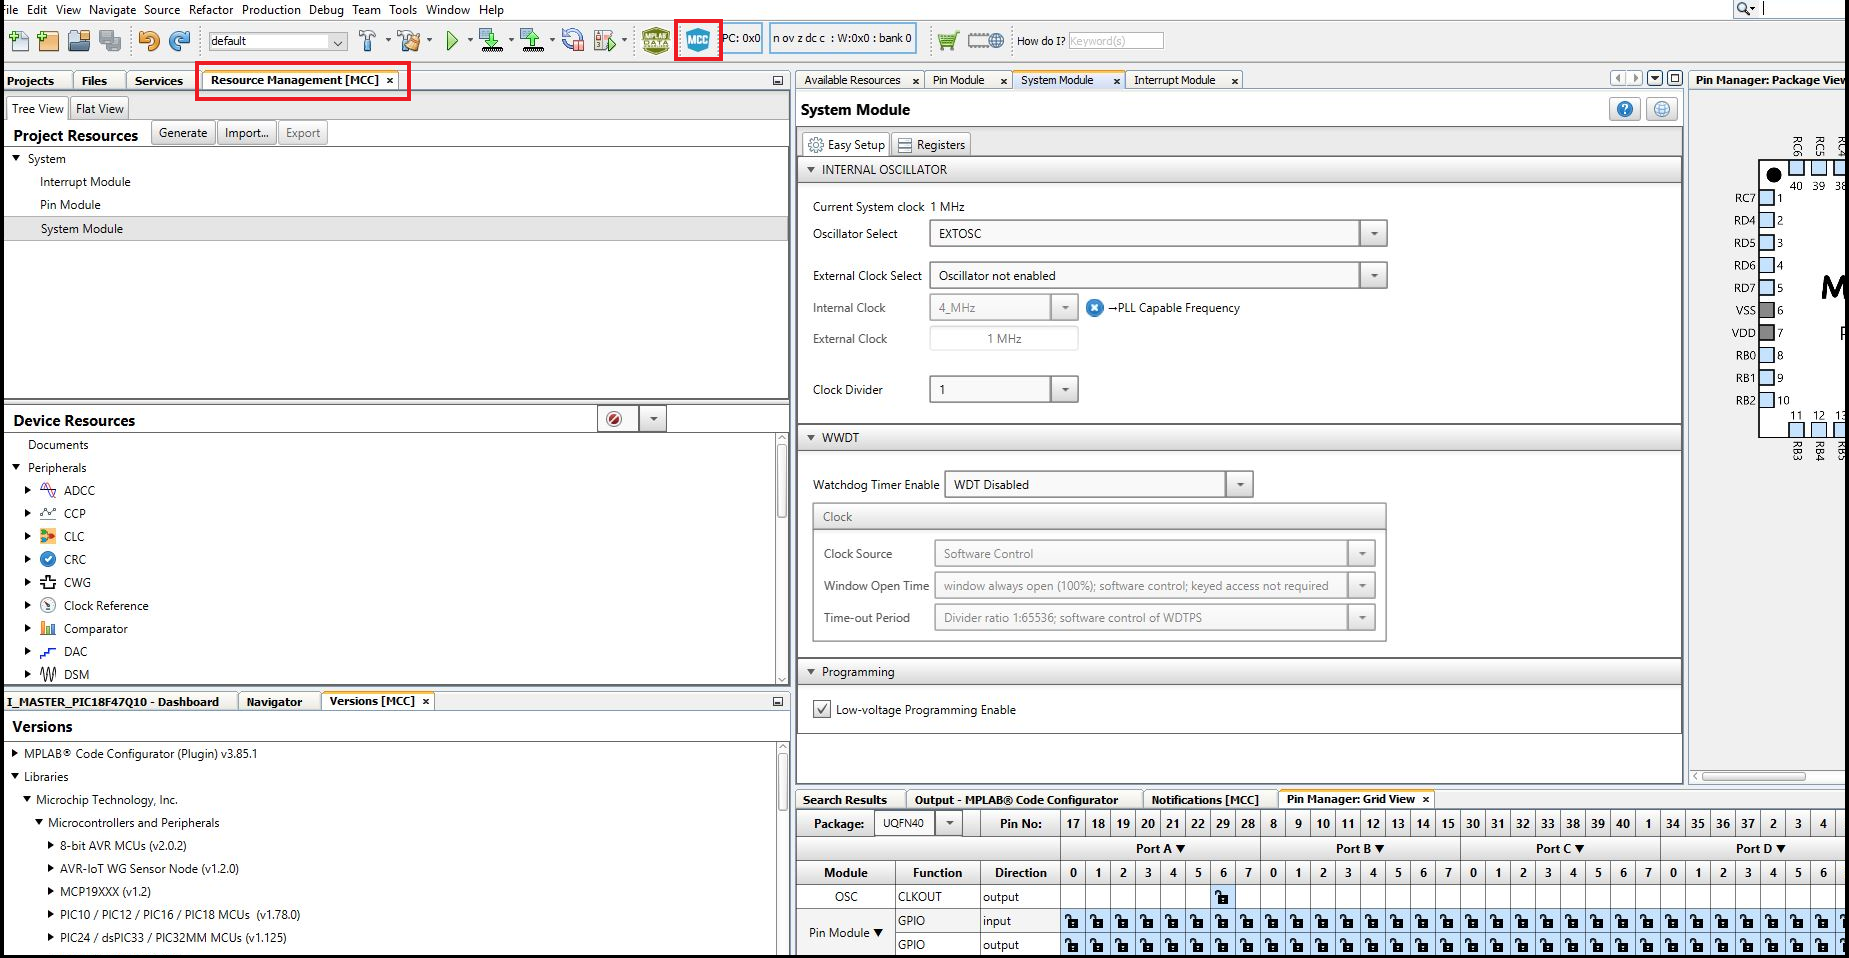 File Edit View Navigate Source Refactor Production Debug Team Tools Window Help
default
MPLAB DATA
MCC
PC: 0x0
n ov z dc c : W:0x0 : bank 0
How do I? Keyword(s)
Projects Files Services Resource Management [MCC] ×
Tree View Flat View
Project Resources Generate Import... Export
System
Interrupt Module
Pin Module
System Module
Device Resources
Documents
Peripherals
ADCC
CCP
CLC
CRC
CWG
Clock Reference
Comparator
DAC
DSM
I_MASTER_PIC18F47Q10 - Dashboard Navigator Versions [MCC] ×
Versions
MPLAB® Code Configurator (Plugin) v3.85.1
Libraries
Microchip Technology, Inc.
Microcontrollers and Peripherals
8-bit AVR MCUs (v2.0.2)
AVR-IoT WG Sensor Node (v1.2.0)
MCP19XXX (v1.2)
PIC10 / PIC12 / PIC16 / PIC18 MCUs (v1.78.0)
PIC24 / dsPIC33 / PIC32MM MCUs (v1.125)
Available Resources × Pin Module × System Module × Interrupt Module ×
System Module
Easy Setup Registers
INTERNAL OSCILLATOR
Current System clock 1 MHz
Oscillator Select EXTOSC
External Clock Select Oscillator not enabled
Internal Clock 4_MHz →PLL Capable Frequency
External Clock 1 MHz
Clock Divider 1
WWDT
Watchdog Timer Enable WDT Disabled
Clock
Clock Source Software Control
Window Open Time window always open (100%); software control; keyed access not required
Time-out Period Divider ratio 1:65536; software control of WDTPS
Programming
Low-voltage Programming Enable
Pin Manager: Package View
RC6 RC5 RC4
40 39 38
RC7 1
RD4 2
RD5 3
RD6 4
RD7 5
VSS 6
VDD 7
RB0 8
RB1 9
RB2 10
11 12 13
RB3 RB4 RB5
M
Search Results Output - MPLAB® Code Configurator Notifications [MCC] Pin Manager: Grid View ×
Package: UQFN40 Pin No: 17 18 19 20 21 22 29 28 8 9 10 11 12 13 14 15 30 31 32 33 38 39 40 1 34 35 36 37 2 3 4
Port A ▼ Port B ▼ Port C ▼ Port D ▼
Module Function Direction 0 1 2 3 4 5 6 7 0 1 2 3 4 5 6 7 0 1 2 3 4 5 6 7 0 1 2 3 4 5 6
OSC CLKOUT output
Pin Module ▼ GPIO input
GPIO output